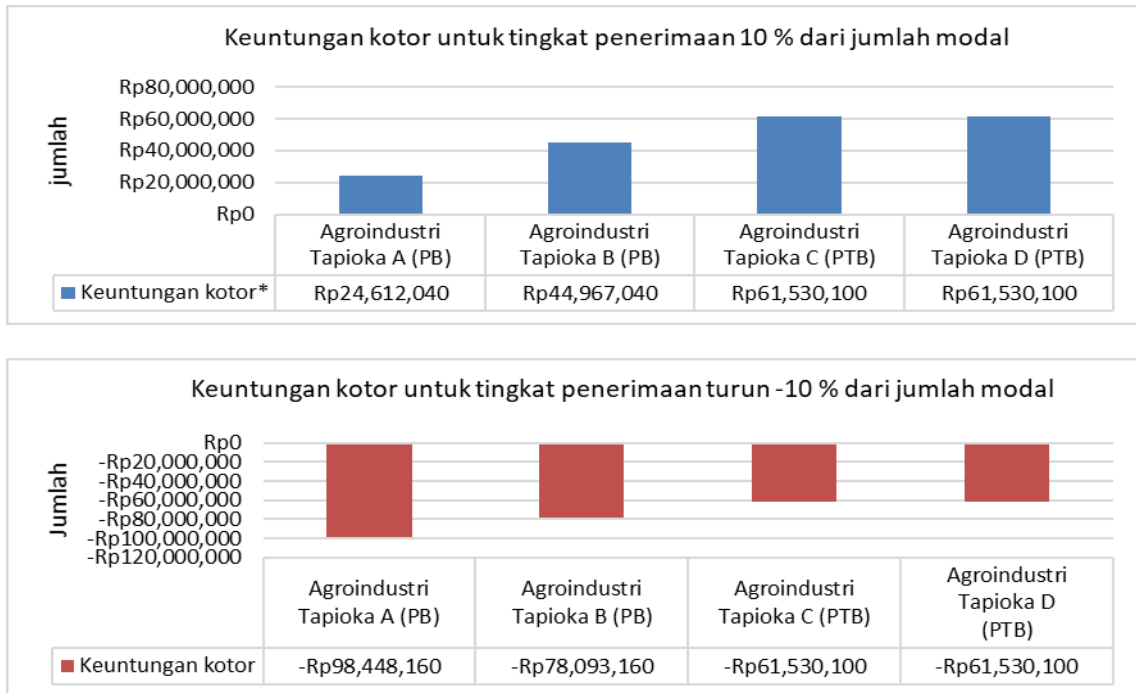 Keuntungan kotor untuk tingkat penerimaan 10 % dari jumlah modal
jumlah
Rp80,000,000
Rp60,000,000
Rp40,000,000
Rp20,000,000
Rp0
Agroindustri Agroindustri Agroindustri Agroindustri
Tapioka A (PB) Tapioka B (PB) Tapioka C (PTB) Tapioka D (PTB)
Keuntungan kotor* Rp24,612,040 Rp44,967,040 Rp61,530,100 Rp61,530,100
Keuntungan kotor untuk tingkat penerimaan turun -10 % dari jumlah modal
Jumlah
Rp0
-Rp20,000,000
-Rp40,000,000
-Rp60,000,000
-Rp80,000,000
-Rp100,000,000
-Rp120,000,000
Agroindustri
Tapioka A (PB)
Agroindustri
Tapioka B (PB)
Agroindustri
Tapioka C (PTB)
Agroindustri
Tapioka D
(PTB)
Keuntungan kotor -Rp98,448,160 -Rp78,093,160 -Rp61,530,100 -Rp61,530,100